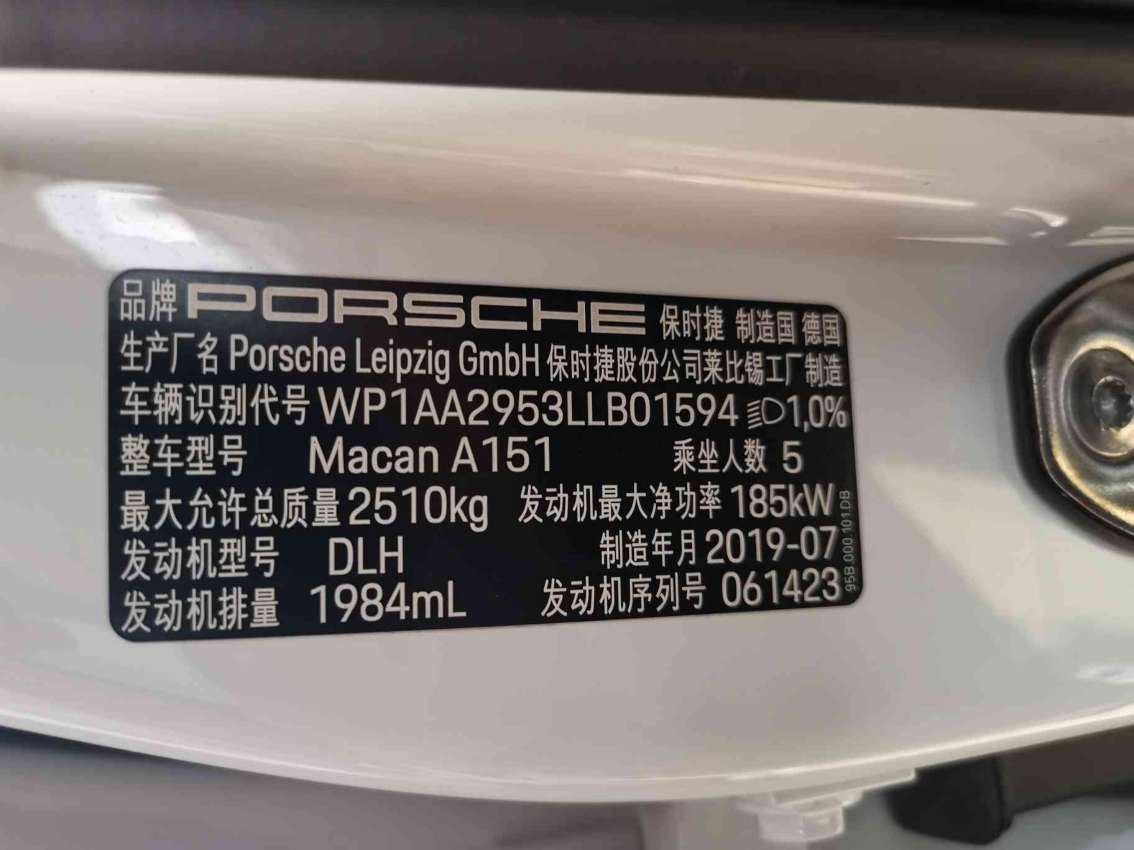 品牌 PORSCHE 保时捷 制造国 德国
生产厂名 Porsche Leipzig GmbH 保时捷股份公司莱比锡工厂制造
车辆识别代号 WP1AA2953LLB01594 1,0%
整车型号 Macan A151 乘坐人数 5
最大允许总质量 2510kg 发动机最大净功率 185kW
发动机型号 DLH 制造年月 2019-07
发动机排量 1984mL 发动机序列号 061423
95B.000.101.DB